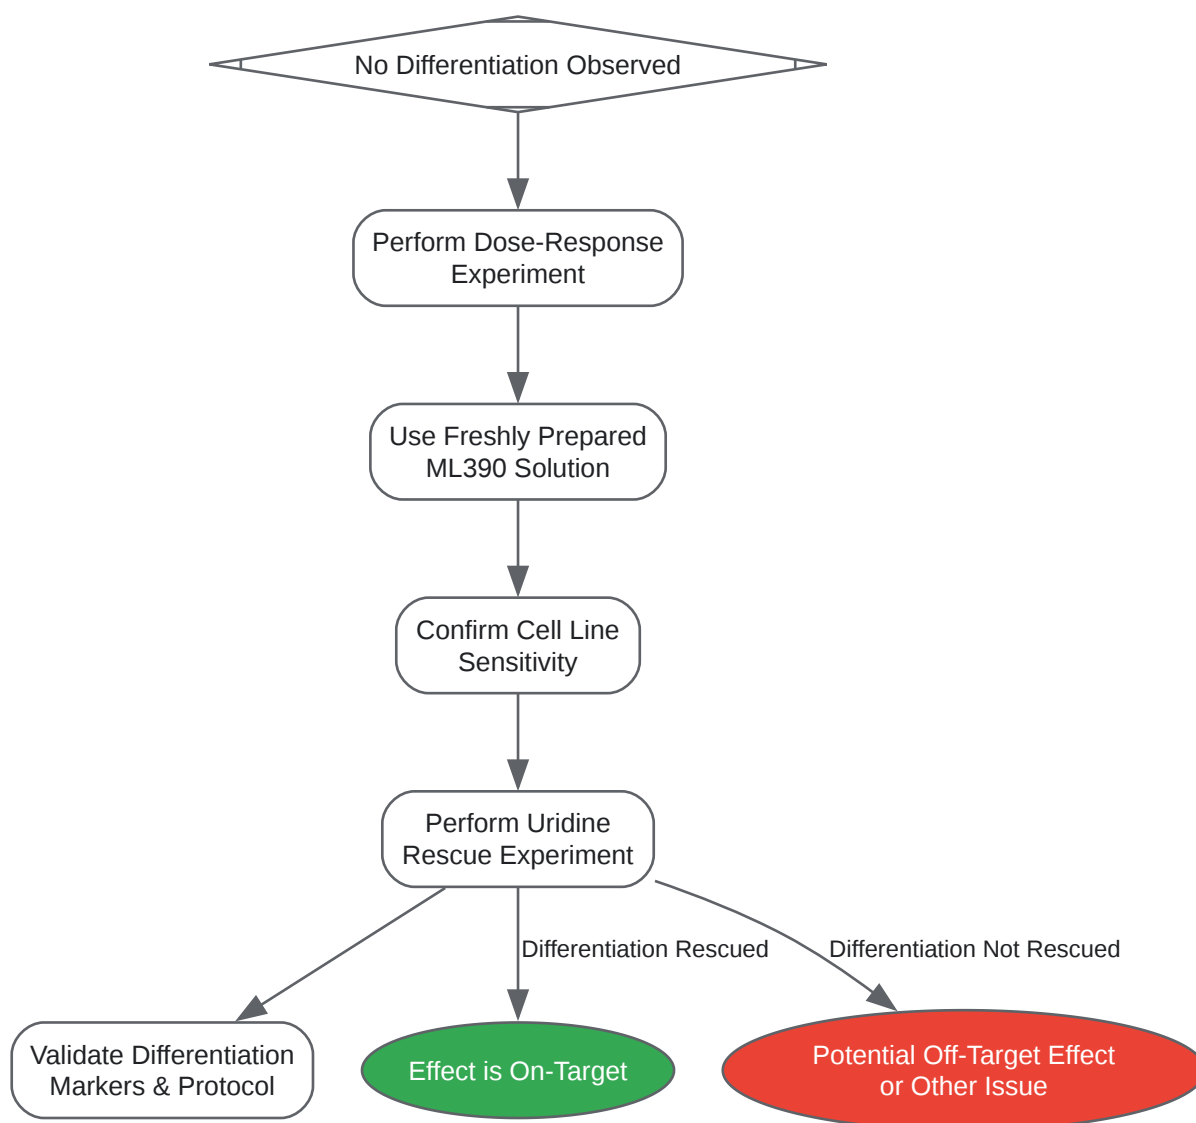 No Differentiation Observed
Perform Dose-Response
Experiment
Use Freshly Prepared
ML390 Solution
Confirm Cell Line
Sensitivity
Perform Uridine
Rescue Experiment
Differentiation Rescued
Differentiation Not Rescued
Validate Differentiation
Markers & Protocol
Effect is On-Target
Potential Off-Target Effect
or Other Issue